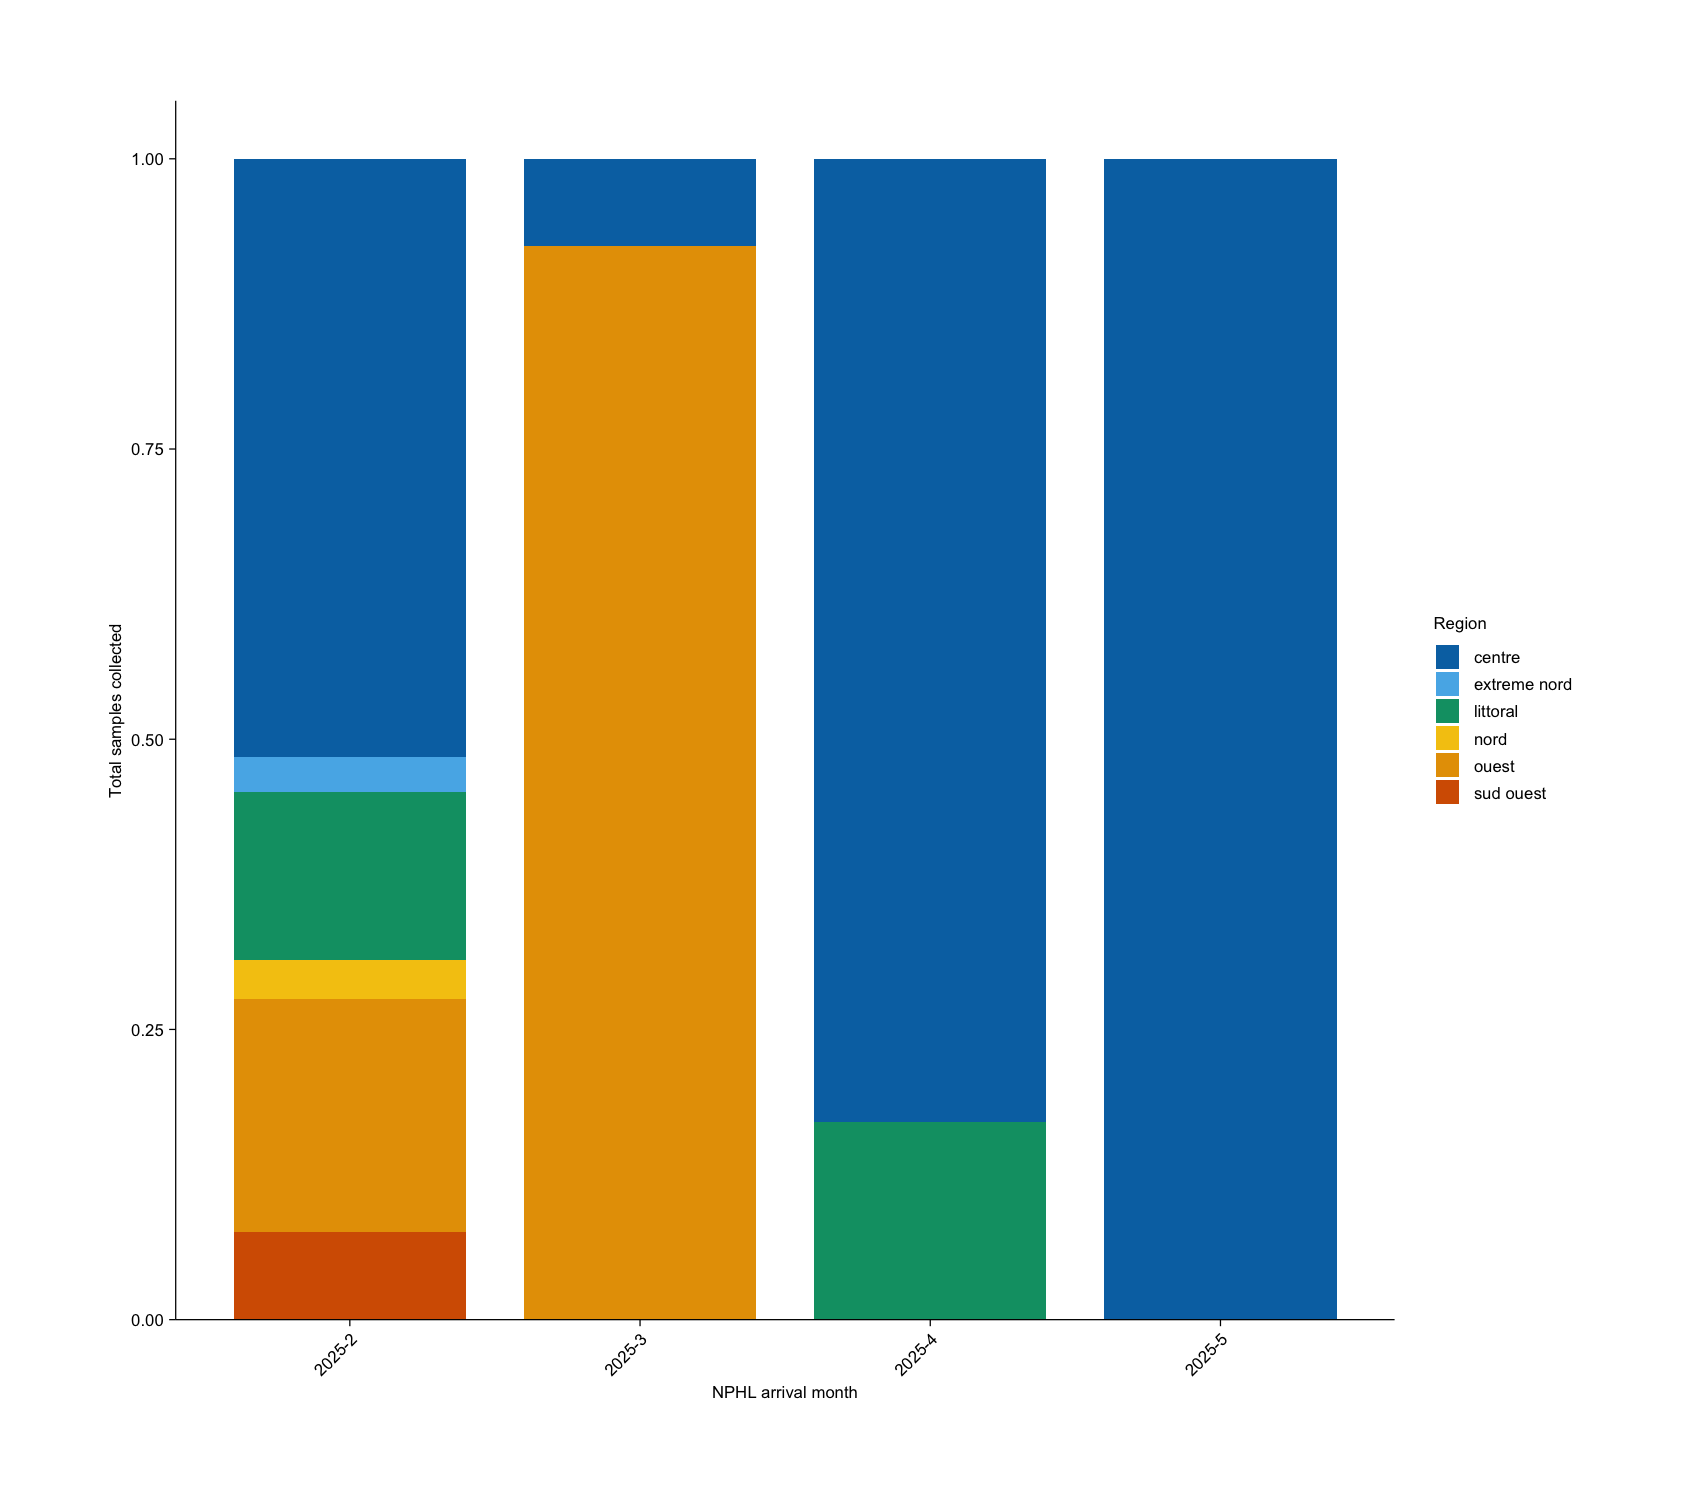 1.00
0.75
0.50
0.25
0.00
Total samples collected
2025-2
2025-3
2025-4
2025-5
NPHL arrival month
Region
centre
extreme nord
littoral
nord
ouest
sud ouest